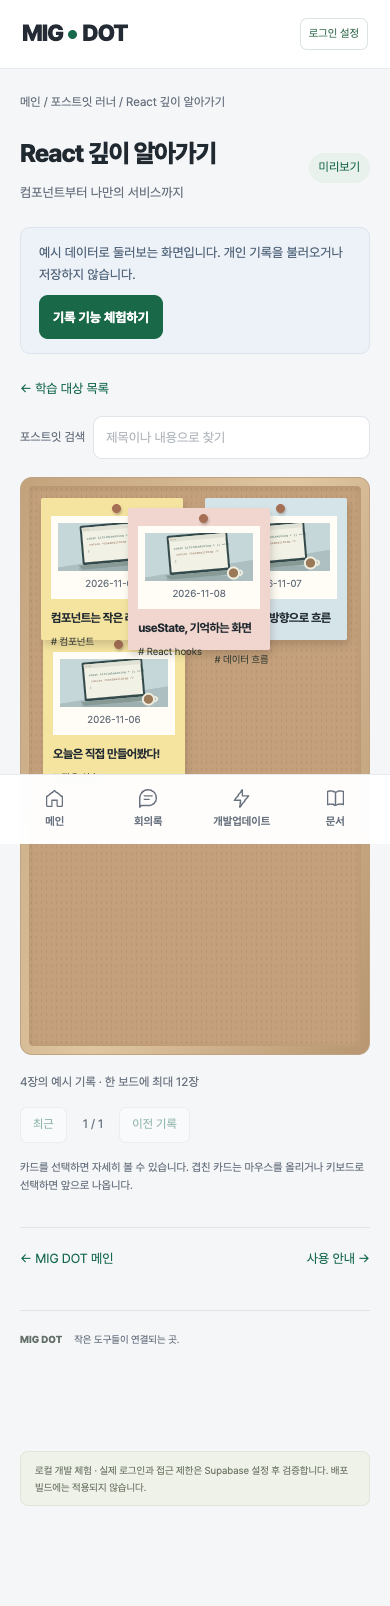 MIG DOT
로그인 설정
메인 / 포스트잇 러너 / React 깊이 알아가기
React 깊이 알아가기
미리보기
컴포넌트부터 나만의 서비스까지
예시 데이터로 둘러보는 화면입니다. 개인 기록을 불러오거나
저장하지 않습니다.
기록 기능 체험하기
← 학습 대상 목록
포스트잇 검색
제목이나 내용으로 찾기
2026-11-0
컴포넌트는 작은
# 컴포넌트
2026-11-08
useState, 기억하는 화면
# React hooks
-11-07
방향으로 흐른
# 데이터 흐름
2026-11-06
오늘은 직접 만들어봤다!
메인
회의록
개발업데이트
문서
4장의 예시 기록 · 한 보드에 최대 12장
최근
1 / 1
이전 기록
카드를 선택하면 자세히 볼 수 있습니다. 겹친 카드는 마우스를 올리거나 키보드로
선택하면 앞으로 나옵니다.
← MIG DOT 메인
사용 안내 →
MIG DOT 작은 도구들이 연결되는 곳.
로컬 개발 체험 · 실제 로그인과 접근 제한은 Supabase 설정 후 검증합니다. 배포
빌드에는 적용되지 않습니다.